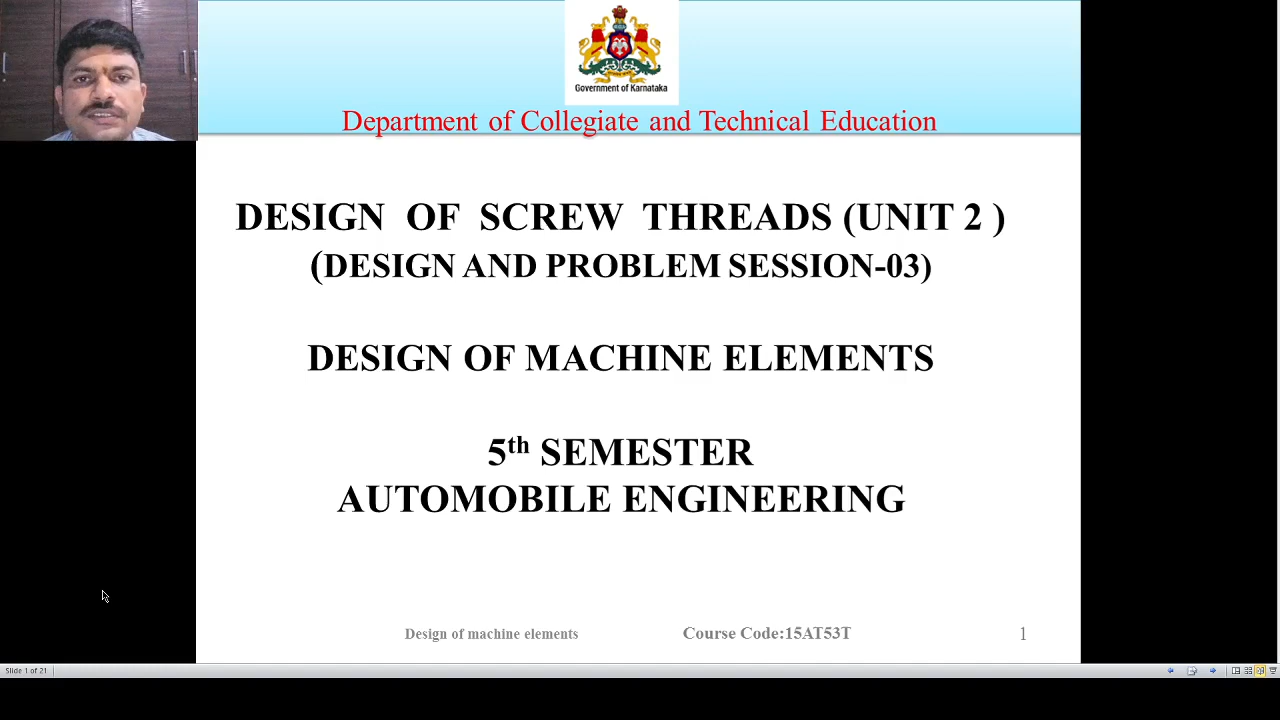 Government of Karnataka
Department of Collegiate and Technical Education
DESIGN OF SCREW THREADS (UNIT 2 )
(DESIGN AND PROBLEM SESSION-03)
DESIGN OF MACHINE ELEMENTS
5th SEMESTER
AUTOMOBILE ENGINEERING
Design of machine elements Course Code:15AT53T 1
Slide 1 of 21